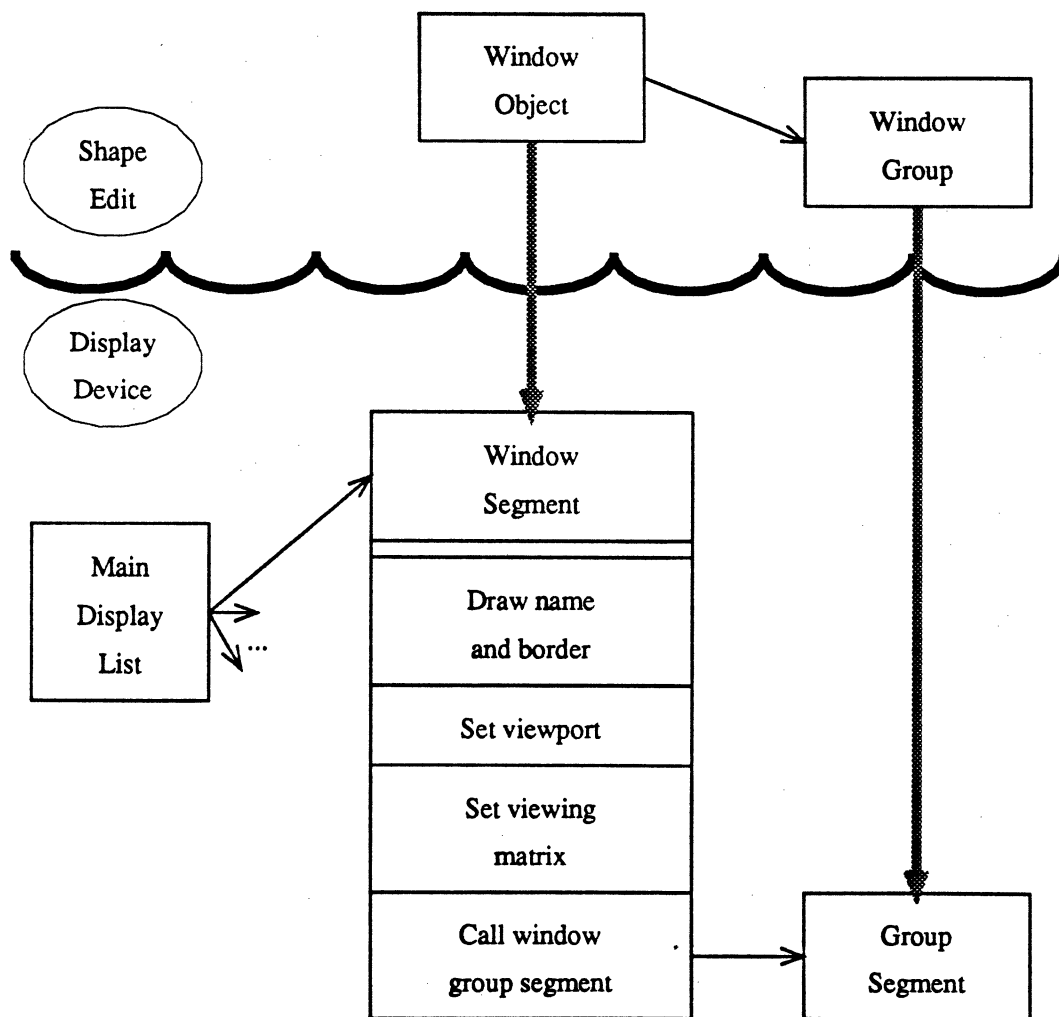 Window
Object
Window
Group
Shape
Edit
Display
Device
Window
Segment
Main
Display
List
...
Draw name
and border
Set viewport
Set viewing
matrix
Call window
group segment
Group
Segment